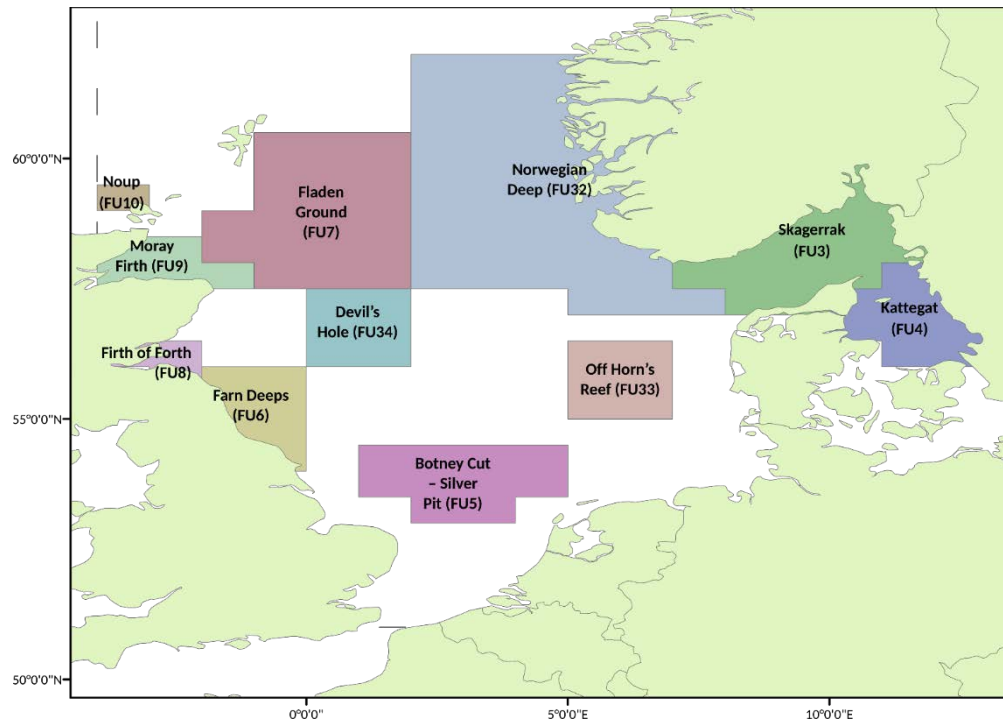 60°0'0"N
Noup
(FU10)
Fladen
Ground
(FU7)
Norwegian
Deep (FU32)
Skagerrak
(FU3)
Moray
Firth (FU9)
Kattegat
(FU4)
Devil's
Hole (FU34)
Firth of Forth
(FU8)
Off Horn's
Reef (FU33)
Farn Deeps
(FU6)
55°0'0"N
Botney Cut
– Silver
Pit (FU5)
50°0'0"N
0°0'0"
5°0'0"E
10°0'0"E